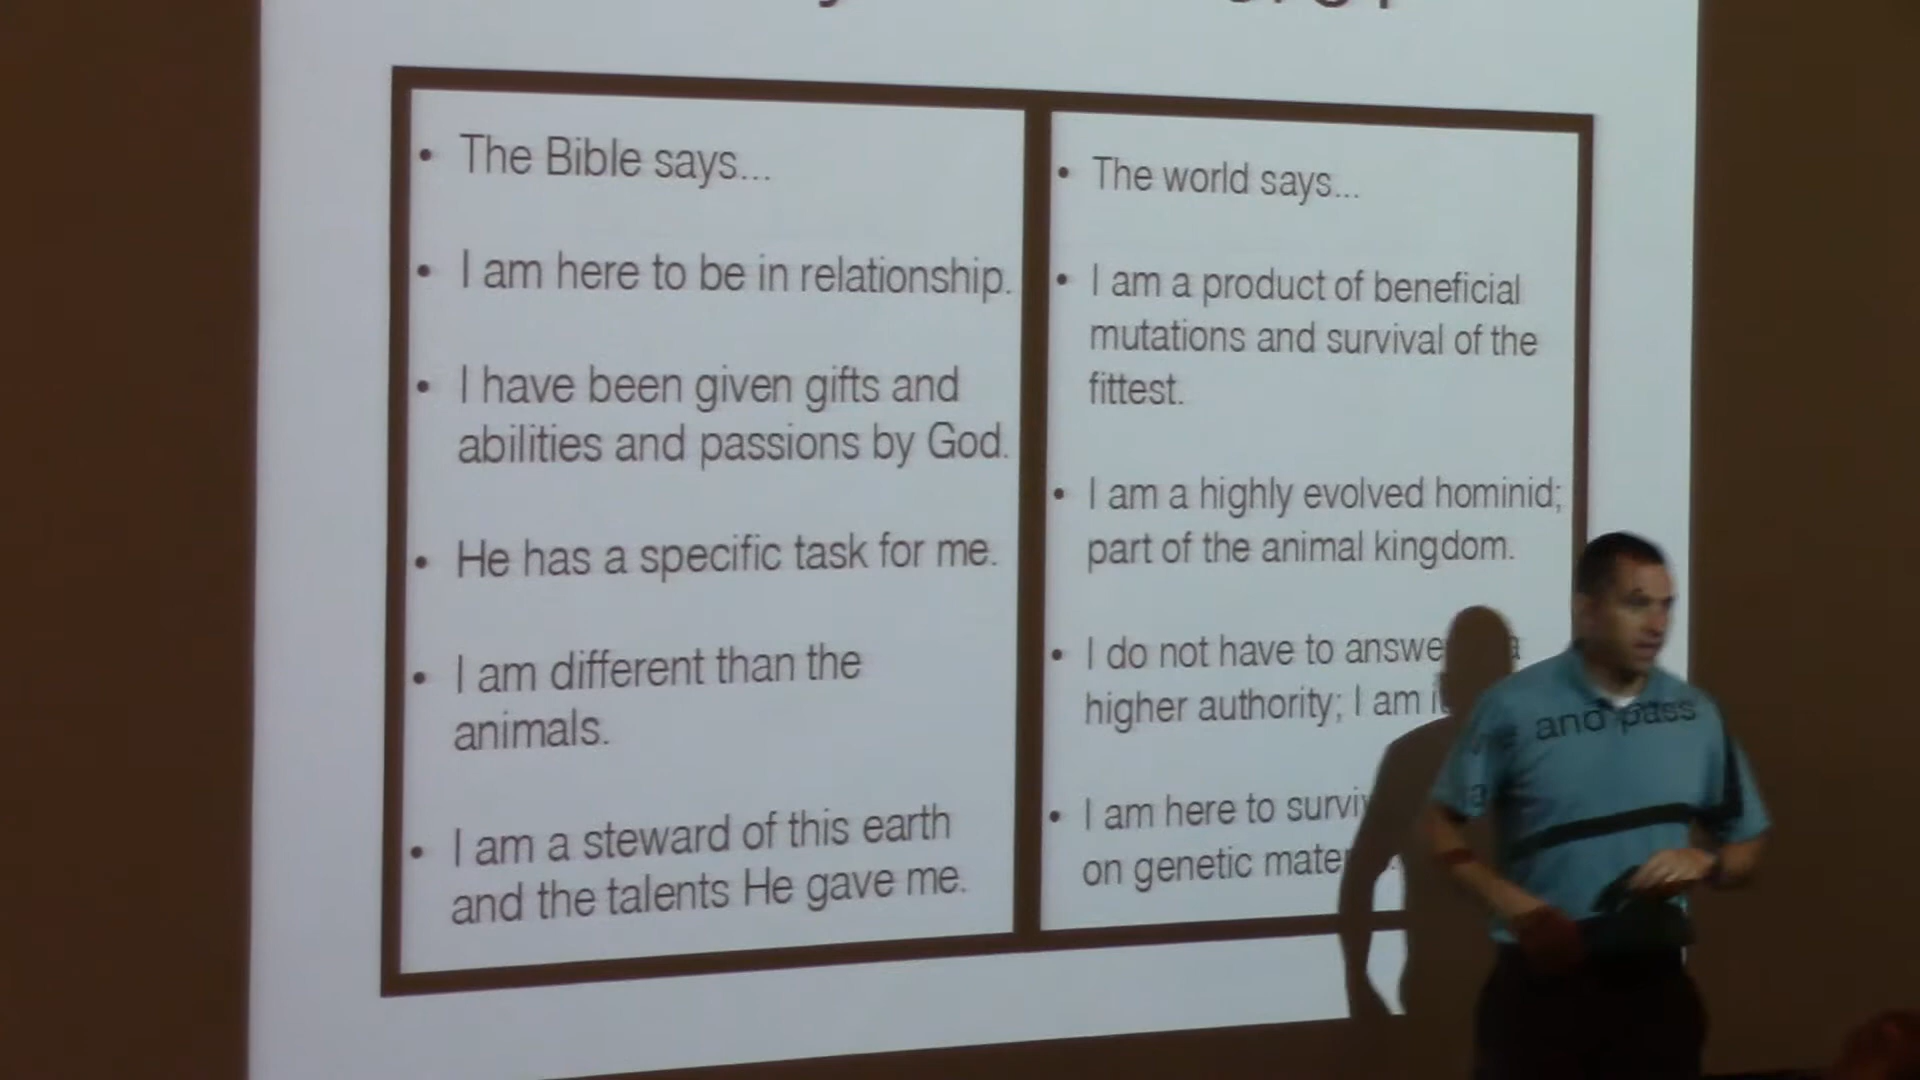 • The Bible says...
• I am here to be in relationship.
• I have been given gifts and
abilities and passions by God.
• He has a specific task for me.
• I am different than the
animals.
• I am a steward of this earth
and the talents He gave me.
• The world says...
• I am a product of beneficial
mutations and survival of the
fittest.
• I am a highly evolved hominid;
part of the animal kingdom.
• I do not have to answe a
higher authority; I am
• I am here to surviv and pass
on genetic mate